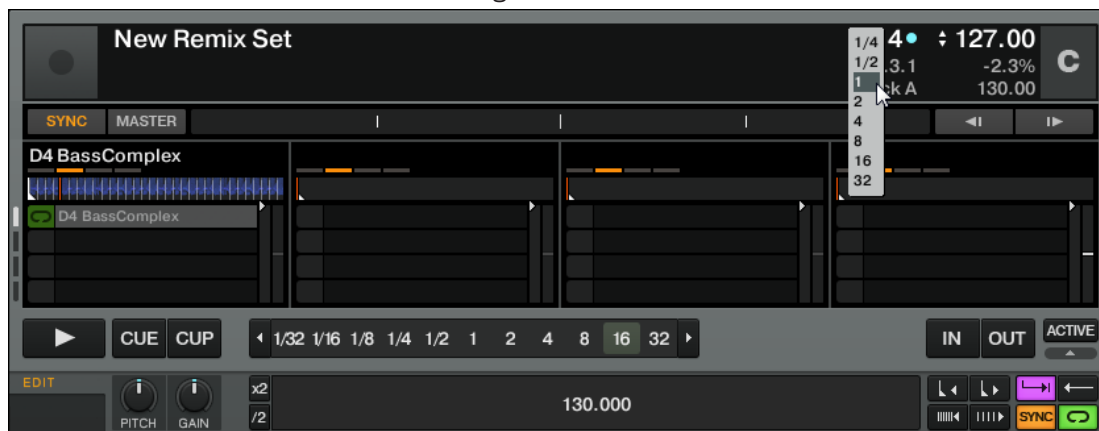 New Remix Set
4
127.00
.3.1
-2.3%
ck A
130.00
C
1/4
1/2
1
2
4
8
16
32
SYNC MASTER
D4 BassComplex
D4 BassComplex
CUE CUP 1/32 1/16 1/8 1/4 1/2 1 2 4 8 16 32 IN OUT ACTIVE
EDIT
PITCH GAIN
x2
/2
130.000
SYNC